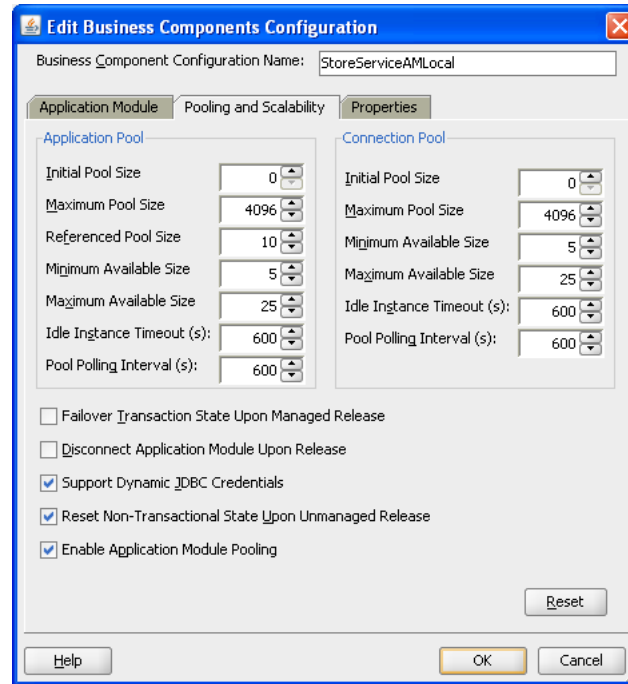 Edit Business Components Configuration
Business Component Configuration Name: StoreServiceAMLocal
Application Module Pooling and Scalability Properties
Application Pool
Initial Pool Size 0
Maximum Pool Size 4096
Referenced Pool Size 10
Minimum Available Size 5
Maximum Available Size 25
Idle Instance Timeout (s): 600
Pool Polling Interval (s): 600
Connection Pool
Initial Pool Size 0
Maximum Pool Size 4096
Minimum Available Size 5
Maximum Available Size 25
Idle Instance Timeout (s): 600
Pool Polling Interval (s): 600
Failover Transaction State Upon Managed Release
Disconnect Application Module Upon Release
Support Dynamic JDBC Credentials
Reset Non-Transactional State Upon Unmanaged Release
Enable Application Module Pooling
Reset
Help OK Cancel